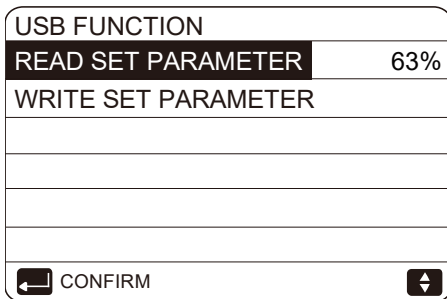 USB FUNCTION
READ SET PARAMETER 63%
WRITE SET PARAMETER
CONFIRM